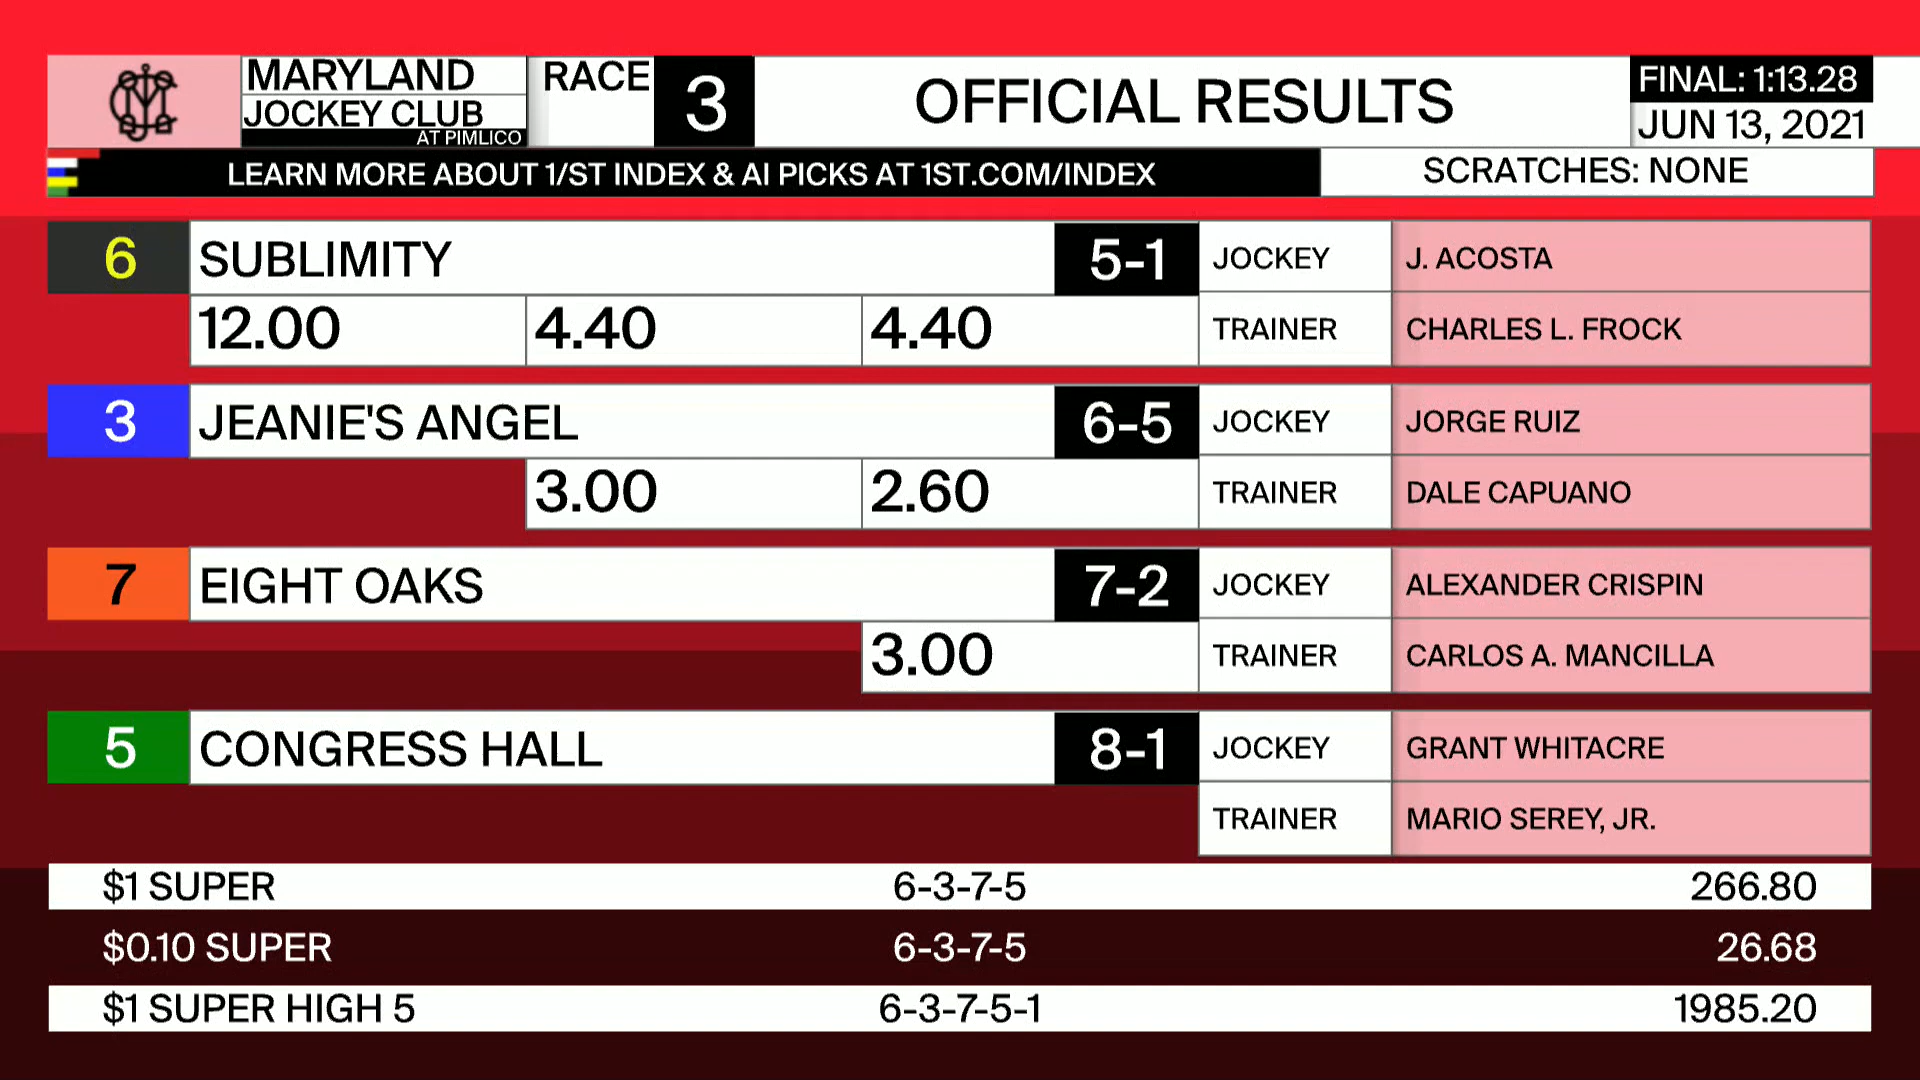 MARYLAND
JOCKEY CLUB
AT PIMLICO
RACE 3
OFFICIAL RESULTS
FINAL: 1:13.28
JUN 13, 2021
LEARN MORE ABOUT 1/ST INDEX & AI PICKS AT 1ST.COM/INDEX
SCRATCHES: NONE
6 SUBLIMITY 5-1 JOCKEY J. ACOSTA
12.00 4.40 4.40 TRAINER CHARLES L. FROCK
3 JEANIE'S ANGEL 6-5 JOCKEY JORGE RUIZ
3.00 2.60 TRAINER DALE CAPUANO
7 EIGHT OAKS 7-2 JOCKEY ALEXANDER CRISPIN
3.00 TRAINER CARLOS A. MANCILLA
5 CONGRESS HALL 8-1 JOCKEY GRANT WHITACRE
TRAINER MARIO SEREY, JR.
$1 SUPER 6-3-7-5 266.80
$0.10 SUPER 6-3-7-5 26.68
$1 SUPER HIGH 5 6-3-7-5-1 1985.20